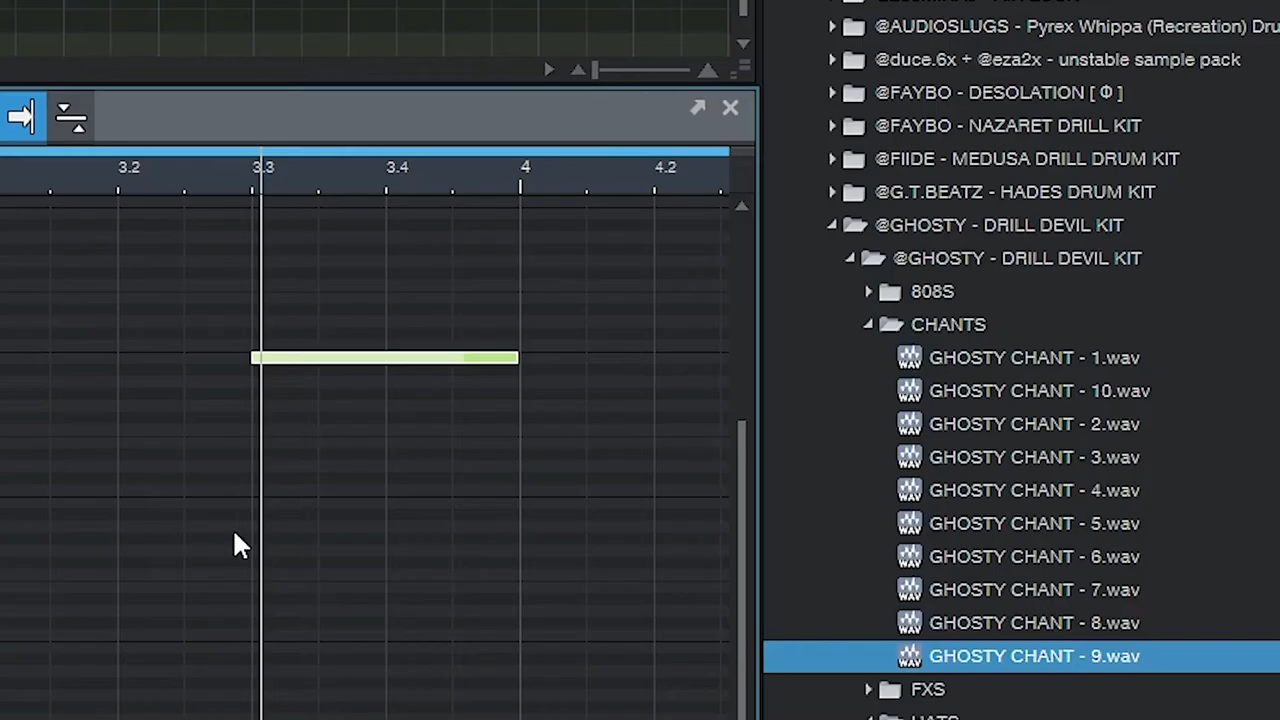 @AUDIOSLUGS - Pyrex Whippa (Recreation) Dru
@duce.6x + @eza2x - unstable sample pack
@FAYBO - DESOLATION [ Φ ]
@FAYBO - NAZARET DRILL KIT
@FIIDE - MEDUSA DRILL DRUM KIT
@G.T.BEATZ - HADES DRUM KIT
@GHOSTY - DRILL DEVIL KIT
@GHOSTY - DRILL DEVIL KIT
808S
CHANTS
GHOSTY CHANT - 1.wav
GHOSTY CHANT - 10.wav
GHOSTY CHANT - 2.wav
GHOSTY CHANT - 3.wav
GHOSTY CHANT - 4.wav
GHOSTY CHANT - 5.wav
GHOSTY CHANT - 6.wav
GHOSTY CHANT - 7.wav
GHOSTY CHANT - 8.wav
GHOSTY CHANT - 9.wav
FXS
HATS
3.2 3.3 3.4 4 4.2